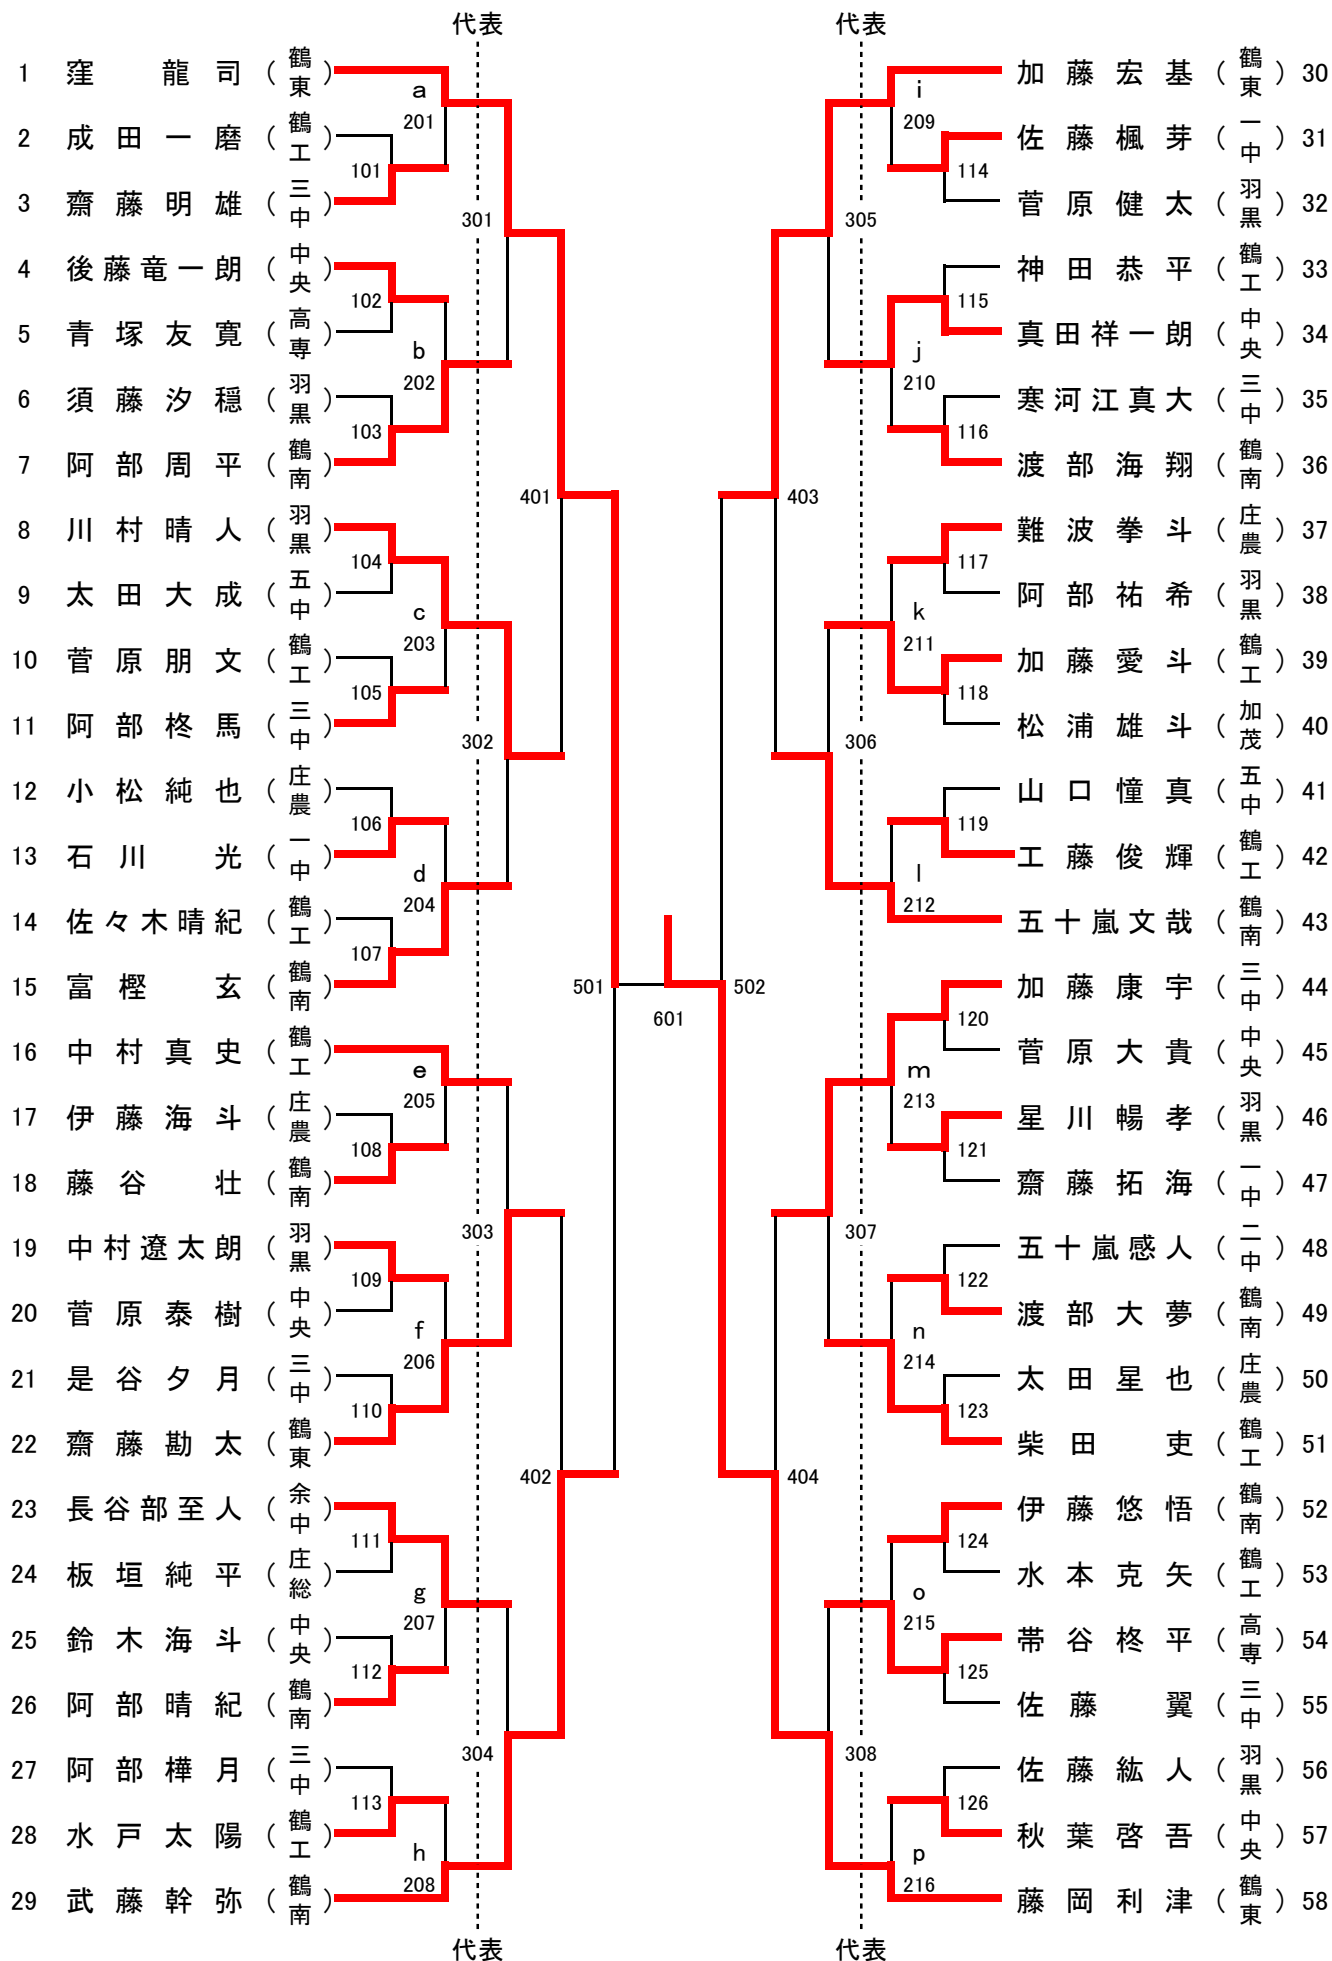 代表 代表
1 窪 龍司 (鶴東)
2 成田一磨 (鶴工)
3 齋藤明雄 (三中)
4 後藤竜一朗 (中央)
5 青塚友寛 (高専)
6 須藤汐穏 (羽黒)
7 阿部周平 (鶴南)
8 川村晴人 (羽黒)
9 太田大成 (五中)
10 菅原朋文 (鶴工)
11 阿部柊馬 (三中)
12 小松純也 (庄農)
13 石川 光 (一中)
14 佐々木晴紀 (鶴工)
15 富樫 玄 (鶴南)
16 中村真史 (鶴工)
17 伊藤海斗 (庄農)
18 藤谷 壮 (鶴南)
19 中村遼太朗 (羽黒)
20 菅原泰樹 (中央)
21 是谷夕月 (三中)
22 齋藤勘太 (鶴東)
23 長谷部至人 (余中)
24 板垣純平 (庄総)
25 鈴木海斗 (中央)
26 阿部晴紀 (鶴南)
27 阿部樺月 (三中)
28 水戸太陽 (鶴工)
29 武藤幹弥 (鶴南)
101
102
103
104
105
106
107
108
109
110
111
112
113
a
201
b
202
c
203
d
204
e
205
f
206
g
207
h
208
301
302
303
304
401
402
501
601
502
403
404
305
306
307
308
i
209
j
210
k
211
l
212
m
213
n
214
o
215
p
216
114
115
116
117
118
119
120
121
122
123
124
125
126
加藤宏基 (鶴東) 30
佐藤楓芽 (一中) 31
菅原健太 (羽黒) 32
神田恭平 (鶴工) 33
真田祥一朗 (中央) 34
寒河江真大 (三中) 35
渡部海翔 (鶴南) 36
難波拳斗 (庄農) 37
阿部祐希 (羽黒) 38
加藤愛斗 (鶴工) 39
松浦雄斗 (加茂) 40
山口憧真 (五中) 41
工藤俊輝 (鶴工) 42
五十嵐文哉 (鶴南) 43
加藤康宇 (三中) 44
菅原大貴 (中央) 45
星川暢孝 (羽黒) 46
齋藤拓海 (一中) 47
五十嵐感人 (二中) 48
渡部大夢 (鶴南) 49
太田星也 (庄農) 50
柴田 吏 (鶴工) 51
伊藤悠悟 (鶴南) 52
水本克矢 (鶴工) 53
帯谷柊平 (高専) 54
佐藤 翼 (三中) 55
佐藤紘人 (羽黒) 56
秋葉啓吾 (中央) 57
藤岡利津 (鶴東) 58
代表 代表